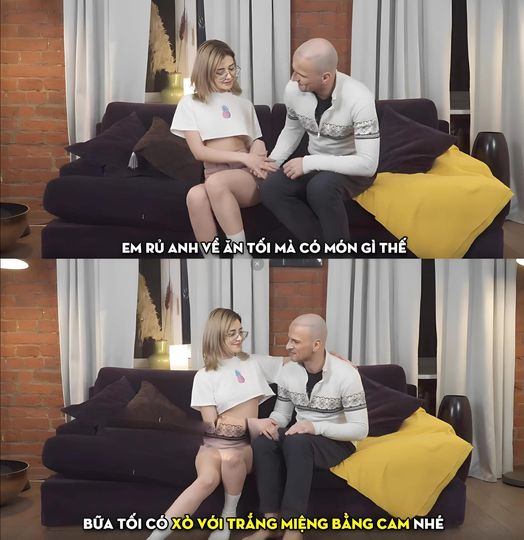 EM RỦ ANH VỀ ĂN TỐI MÀ CÓ MÓN GÌ THẾ
BỮA TỐI CÓ XÒ VỚI TRẮNG MIỆNG BẰNG CAM NHÉ